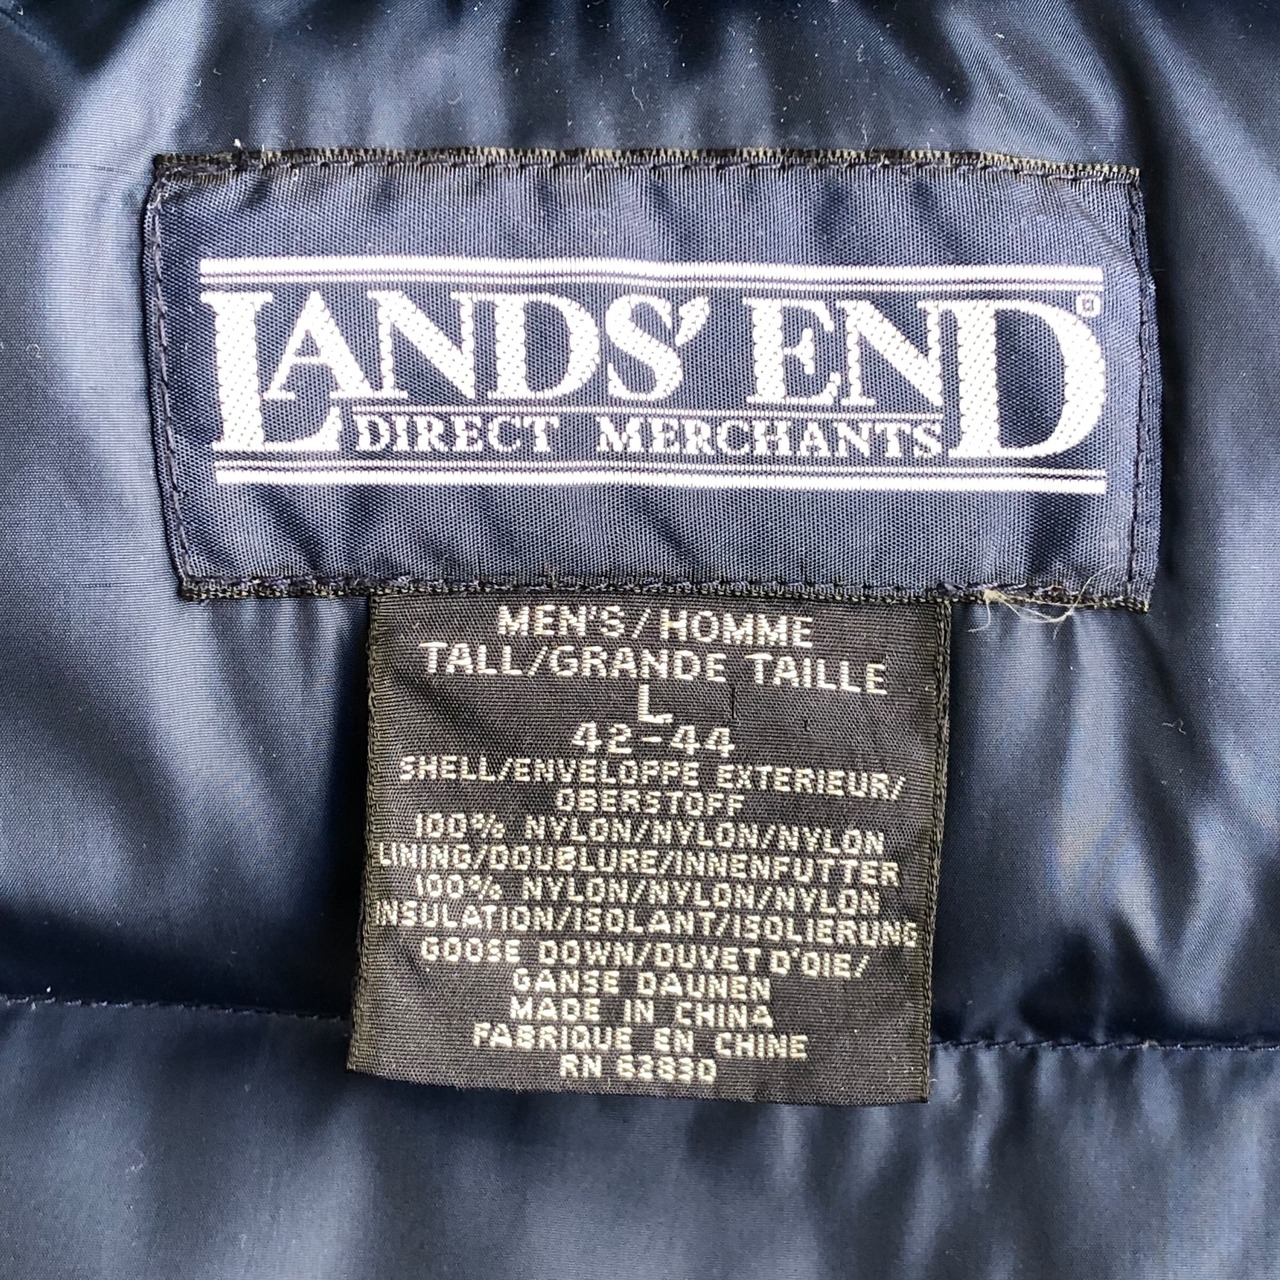 LANDS' END®
DIRECT MERCHANTS
MEN'S/HOMME
TALL/GRANDE TAILLE
L
42-44
SHELL/ENVELOPPE EXTERIEUR/
OBERSTOFF
100% NYLON/NYLON/NYLON
LINING/DOUBLURE/INNENFUTTER
100% NYLON/NYLON/NYLON
INSULATION/ISOLANT/ISOLIERUNG
GOOSE DOWN/DUVET D'OIE/
GANSE DAUNEN
MADE IN CHINA
FABRIQUE EN CHINE
RN 62830